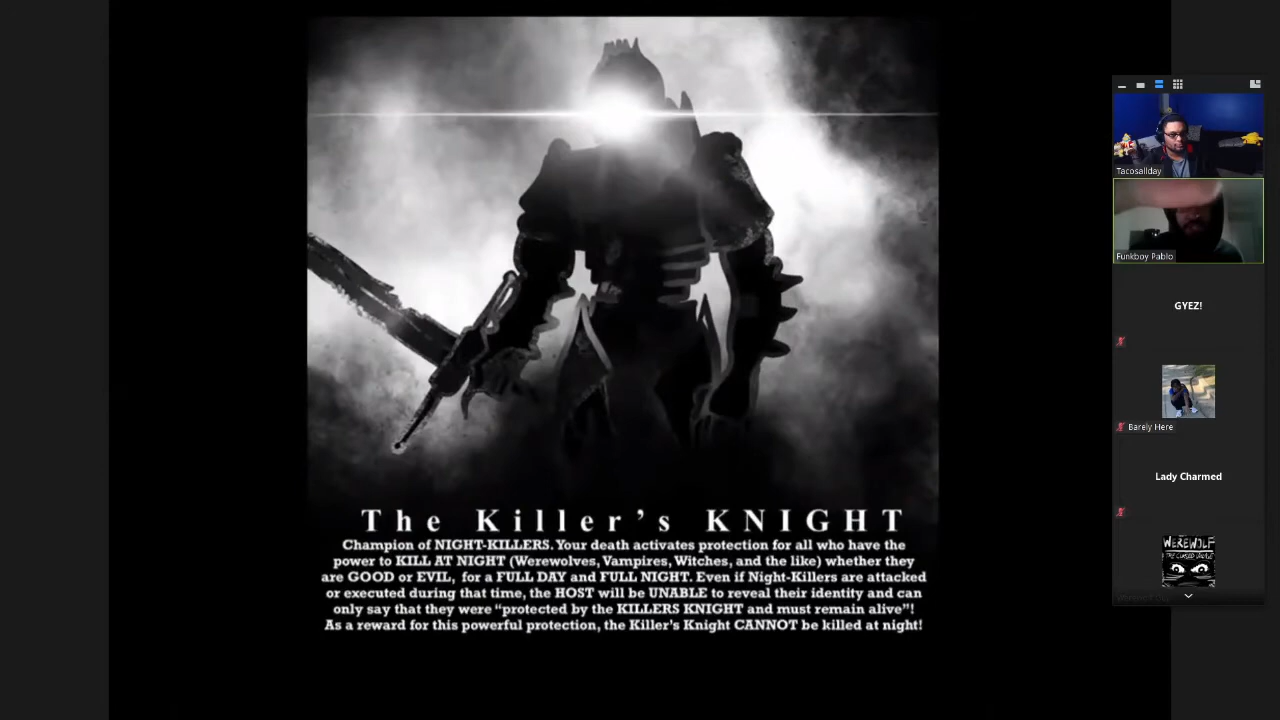 The Killer's KNIGHT
Champion of NIGHT-KILLERS. Your death activates protection for all who have the
power to KILL AT NIGHT (Werewolves, Vampires, Witches, and the like) whether they
are GOOD or EVIL, for a FULL DAY and FULL NIGHT. Even if Night-Killers are attacked
or executed during that time, the HOST will be UNABLE to reveal their identity and can
only say that they were “protected by the KILLERS KNIGHT and must remain alive”!
As a reward for this powerful protection, the Killer's Knight CANNOT be killed at night!
Tacosallday
Funkboy Pablo
GYEZ!
Barely Here
Lady Charmed
WEREWOLF